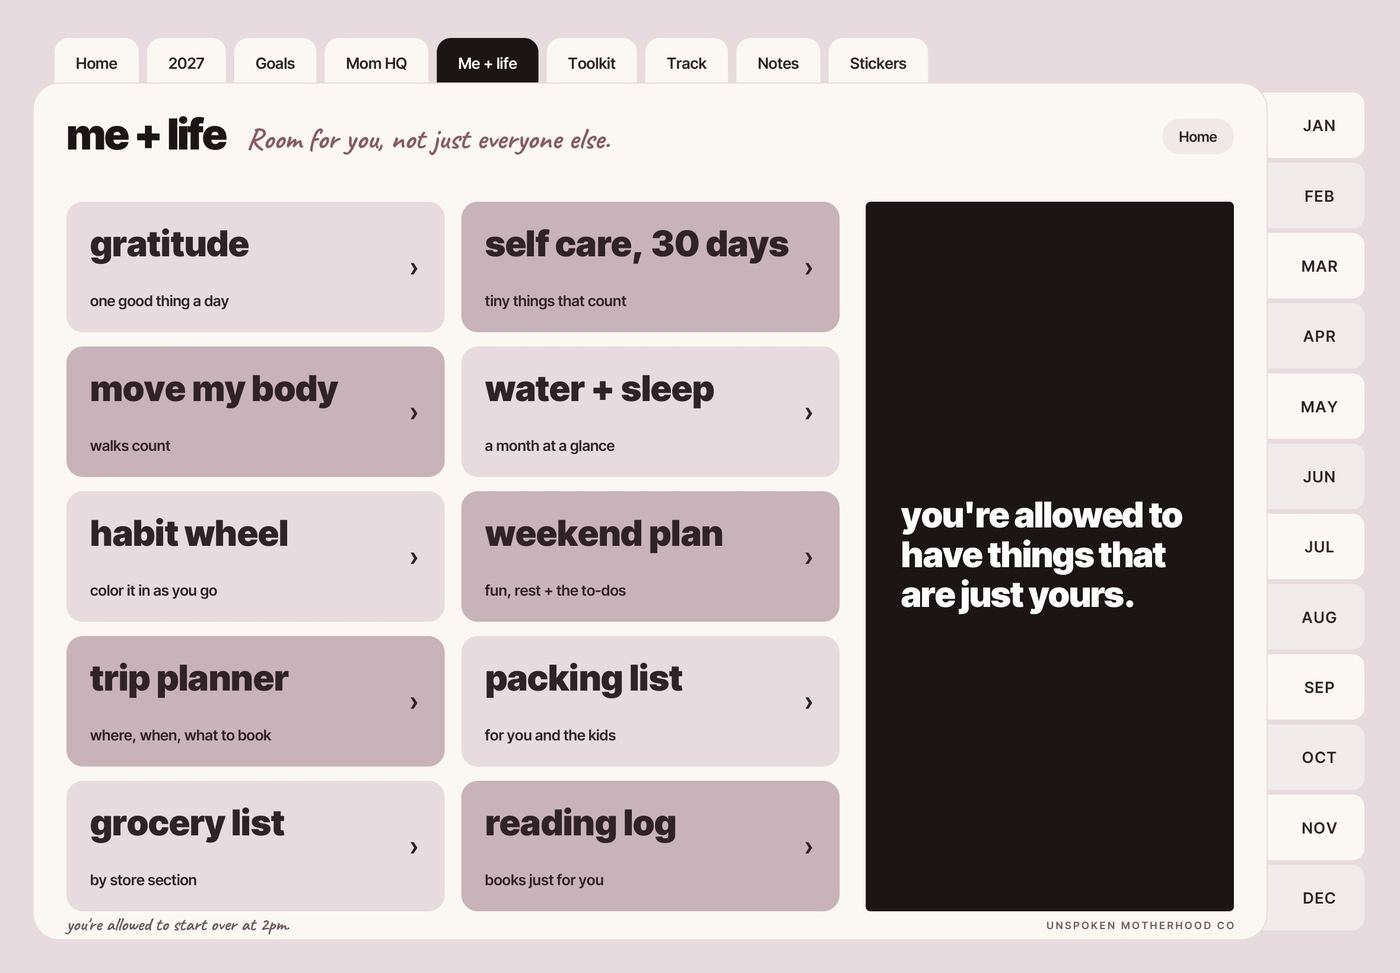 Home
2027
Goals
Mom HQ
Me + life
Toolkit
Track
Notes
Stickers
me + life
Room for you, not just everyone else.
Home
gratitude
one good thing a day
›
self care, 30 days
tiny things that count
›
move my body
walks count
›
water + sleep
a month at a glance
›
habit wheel
color it in as you go
›
weekend plan
fun, rest + the to-dos
›
trip planner
where, when, what to book
›
packing list
for you and the kids
›
grocery list
by store section
›
reading log
books just for you
›
you're allowed to
have things that
are just yours.
JAN
FEB
MAR
APR
MAY
JUN
JUL
AUG
SEP
OCT
NOV
DEC
you're allowed to start over at 2pm.
UNSPOKEN MOTHERHOOD CO